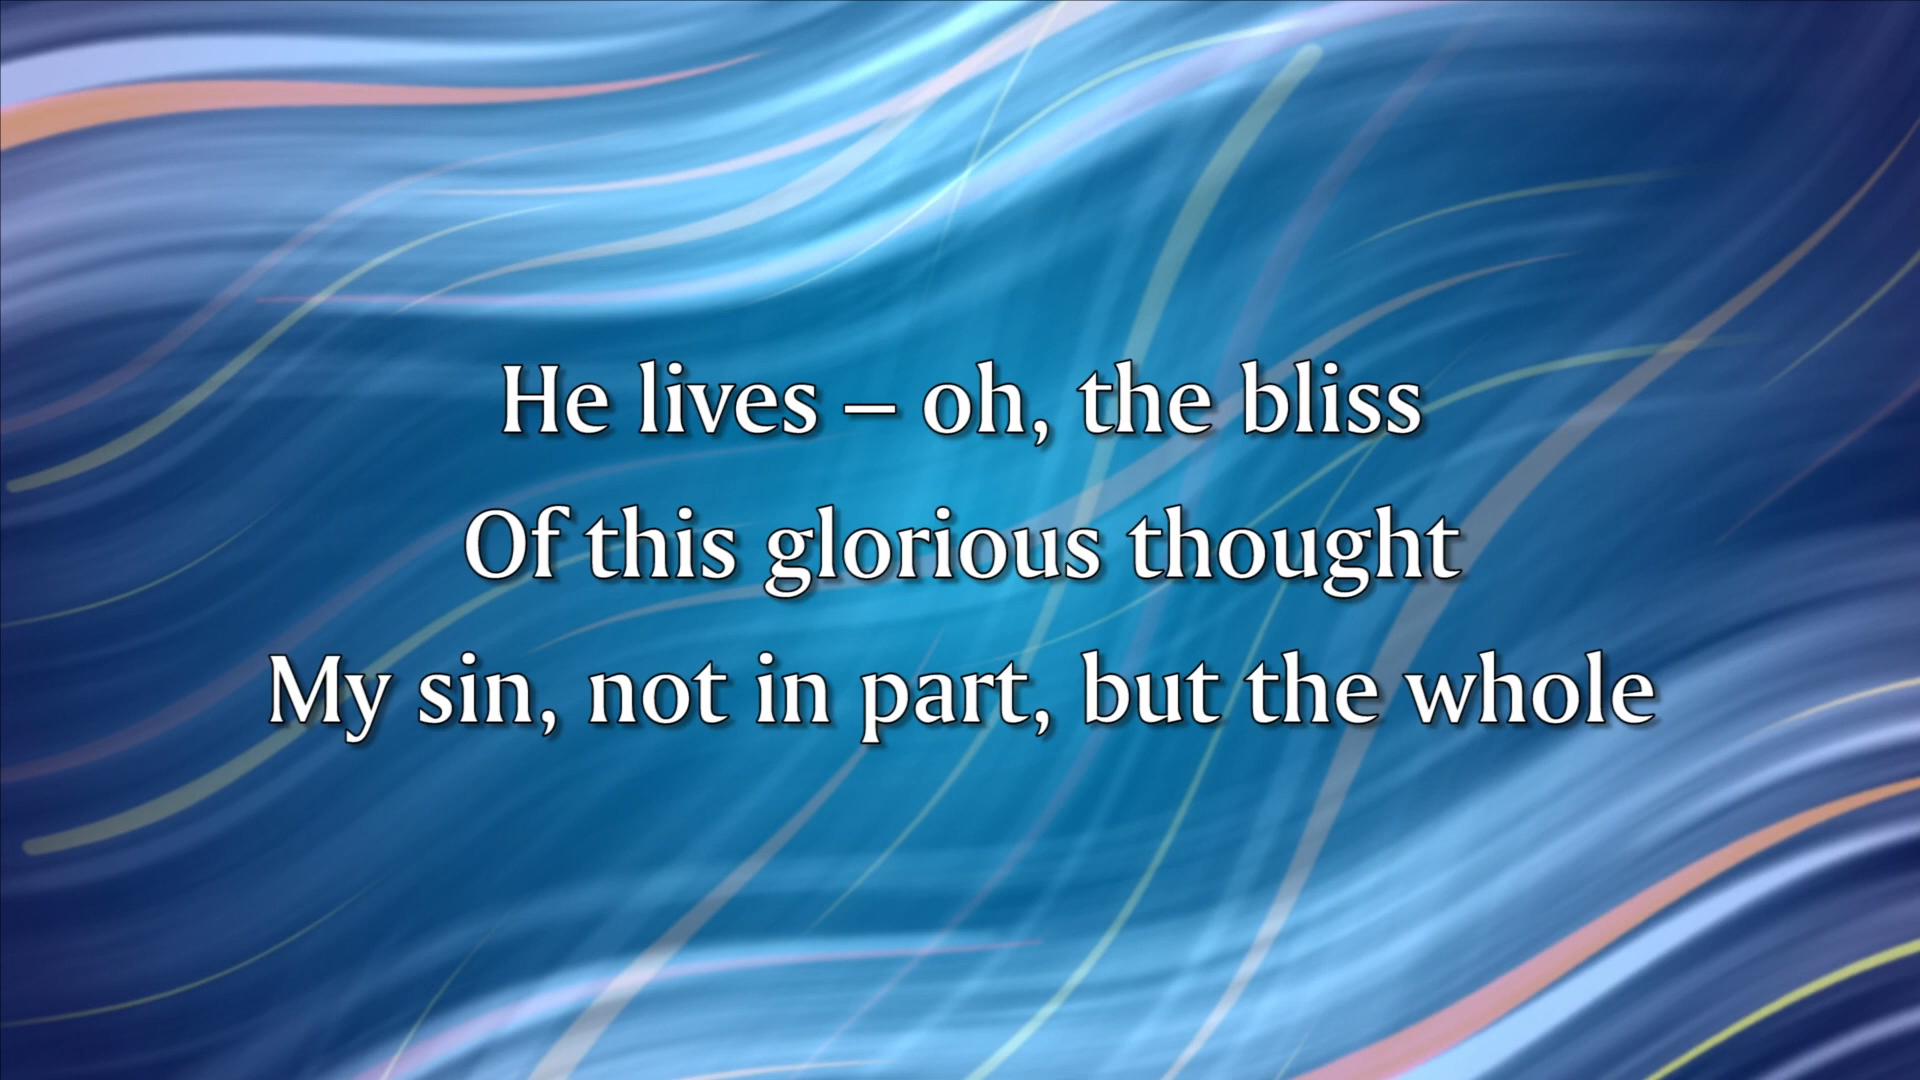 He lives – oh, the bliss
Of this glorious thought
My sin, not in part, but the whole